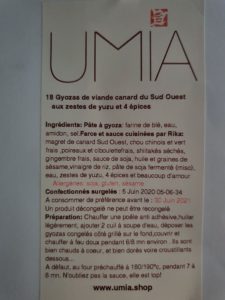 UMIA
18 Gyozas de viande canard du Sud Ouest
aux zestes de yuzu et 4 épices
Ingrédients: Pâte à gyoza: farine de blé, eau,
amidon, sel. Farce et sauce cuisinées par Rika:
magret de canard du Sud Ouest, chou chinois et vert
frais, poireaux et ciboulettefrais, shiitakés séchés,
gingembre frais, sauce de soja, huile et graines de
sésame, vinaigre de riz, pâte de soja fermenté (miso),
eau, zestes de yuzu, 4 épices et beaucoup d'amour
Allergènes: soja, gluten, sésame
Confectionnés surgelés : 5 Juin 2020 05-06-34
A consommer de préférence avant le : 30 Juin 2021
Un produit décongelé ne peut être recongelé
Préparation: Chauffer une poêle anti adhésive, huiler
légèrement, ajouter 2 cuil à soupe d'eau, déposer les
gyozas congelés côté grillé sur le fond, couvrir et
chauffer à feu doux pendant 6/8 mn environ. Ils sont
bien chauds à coeur, et bien dorés voire croustillants
dessous...
A défaut, au four préchauffé à 180/190°c, pendant 7 à
8 mn. N'oubliez pas la sauce, elle est top!
www.umia.shop